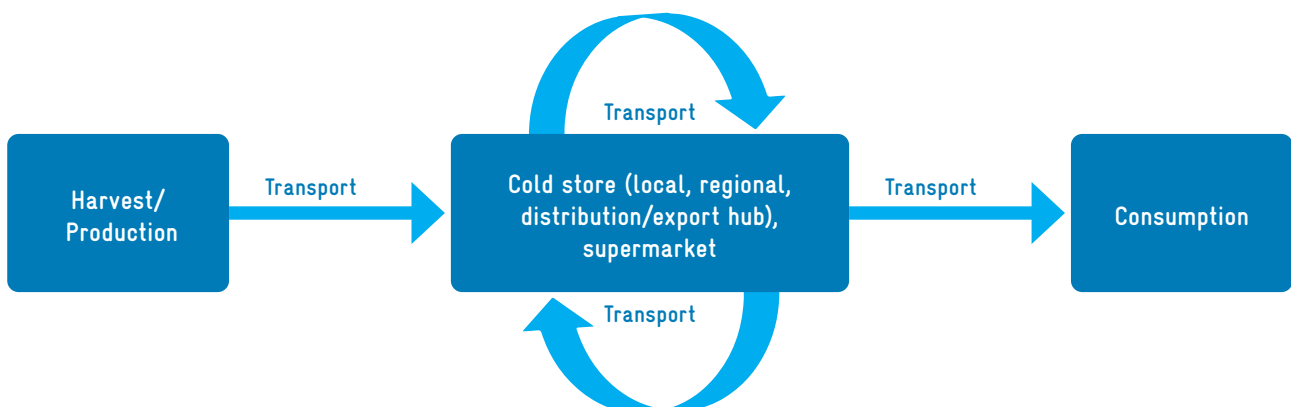 Transport
Harvest/
Production
Transport
Cold store (local, regional,
distribution/export hub),
supermarket
Transport
Consumption
Transport